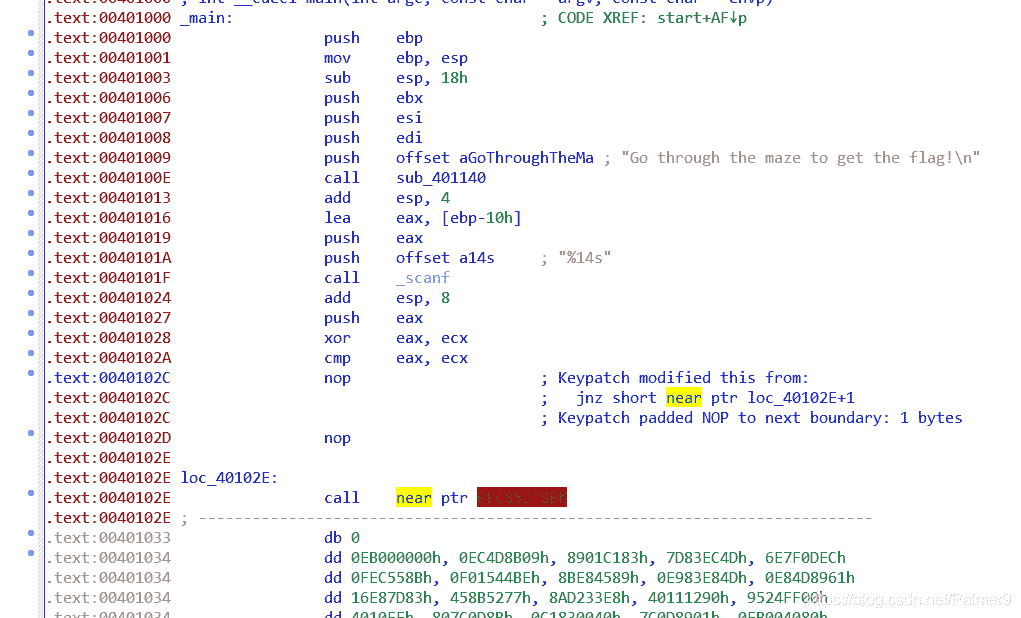 .text:00401000 ; int __cdecl main(int argc, const char **argv, const char **envp)
.text:00401000 _main: ; CODE XREF: start+AF↓p
.text:00401000 push ebp
.text:00401001 mov ebp, esp
.text:00401003 sub esp, 18h
.text:00401006 push ebx
.text:00401007 push esi
.text:00401008 push edi
.text:00401009 push offset aGoThroughTheMa ; "Go through the maze to get the flag!\n"
.text:0040100E call sub_401140
.text:00401013 add esp, 4
.text:00401016 lea eax, [ebp-10h]
.text:00401019 push eax
.text:0040101A push offset a14s ; "%14s"
.text:0040101F call _scanf
.text:00401024 add esp, 8
.text:00401027 push eax
.text:00401028 xor eax, ecx
.text:0040102A cmp eax, ecx
.text:0040102C nop ; Keypatch modified this from:
.text:0040102C ; jnz short near ptr loc_40102E+1
.text:0040102C ; Keypatch padded NOP to next boundary: 1 bytes
.text:0040102D nop
.text:0040102E
.text:0040102E loc_40102E:
.text:0040102E call near ptr
.text:0040102E ; ---------------------------------------------------------------------------
.text:00401033 db 0
.text:00401034 dd 0EB000000h, 0EC4D8B09h, 8901C183h, 7D83EC4Dh, 6E7F0DECh
.text:00401034 dd 0FEC558Bh, 0F01544BEh, 8BE84589h, 0E983E84Dh, 0E84D8961h
.text:00401034 dd 16E87D83h, 458B5277h, 8AD233E8h, 40111290h, 9524FF00h
.text:00401034 dd 4010EEh, 807C0D8Bh, 0C1830040h, 7C0D8901h, 0EB004080h
https://blog.csdn.net/Palmer9